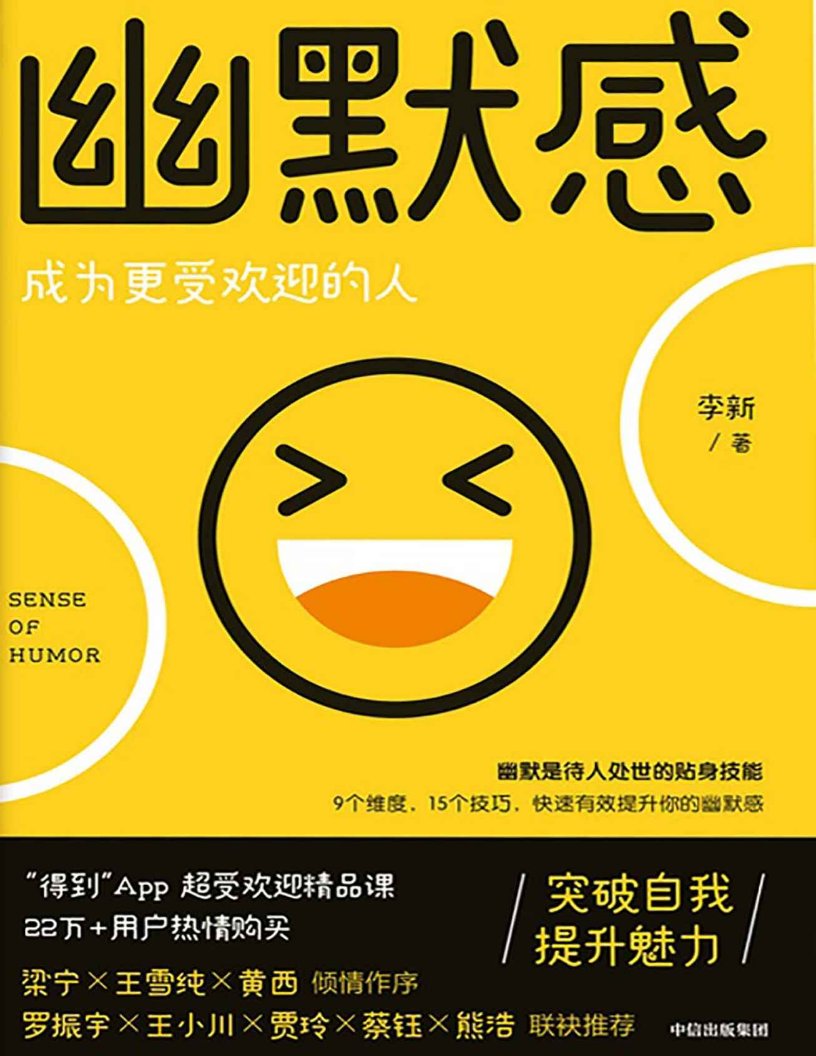 幽默感
成为更受欢迎的人
李新
/ 著
SENSE
OF
HUMOR
幽默是待人处世的贴身技能
9个维度，15个技巧，快速有效提升你的幽默感
“得到”App 超受欢迎精品课
22万+用户热情购买
突破自我
提升魅力
梁宁×王雪纯×黄西 倾情作序
罗振宇×王小川×贾玲×蔡钰×熊浩 联袂推荐
中信出版集团